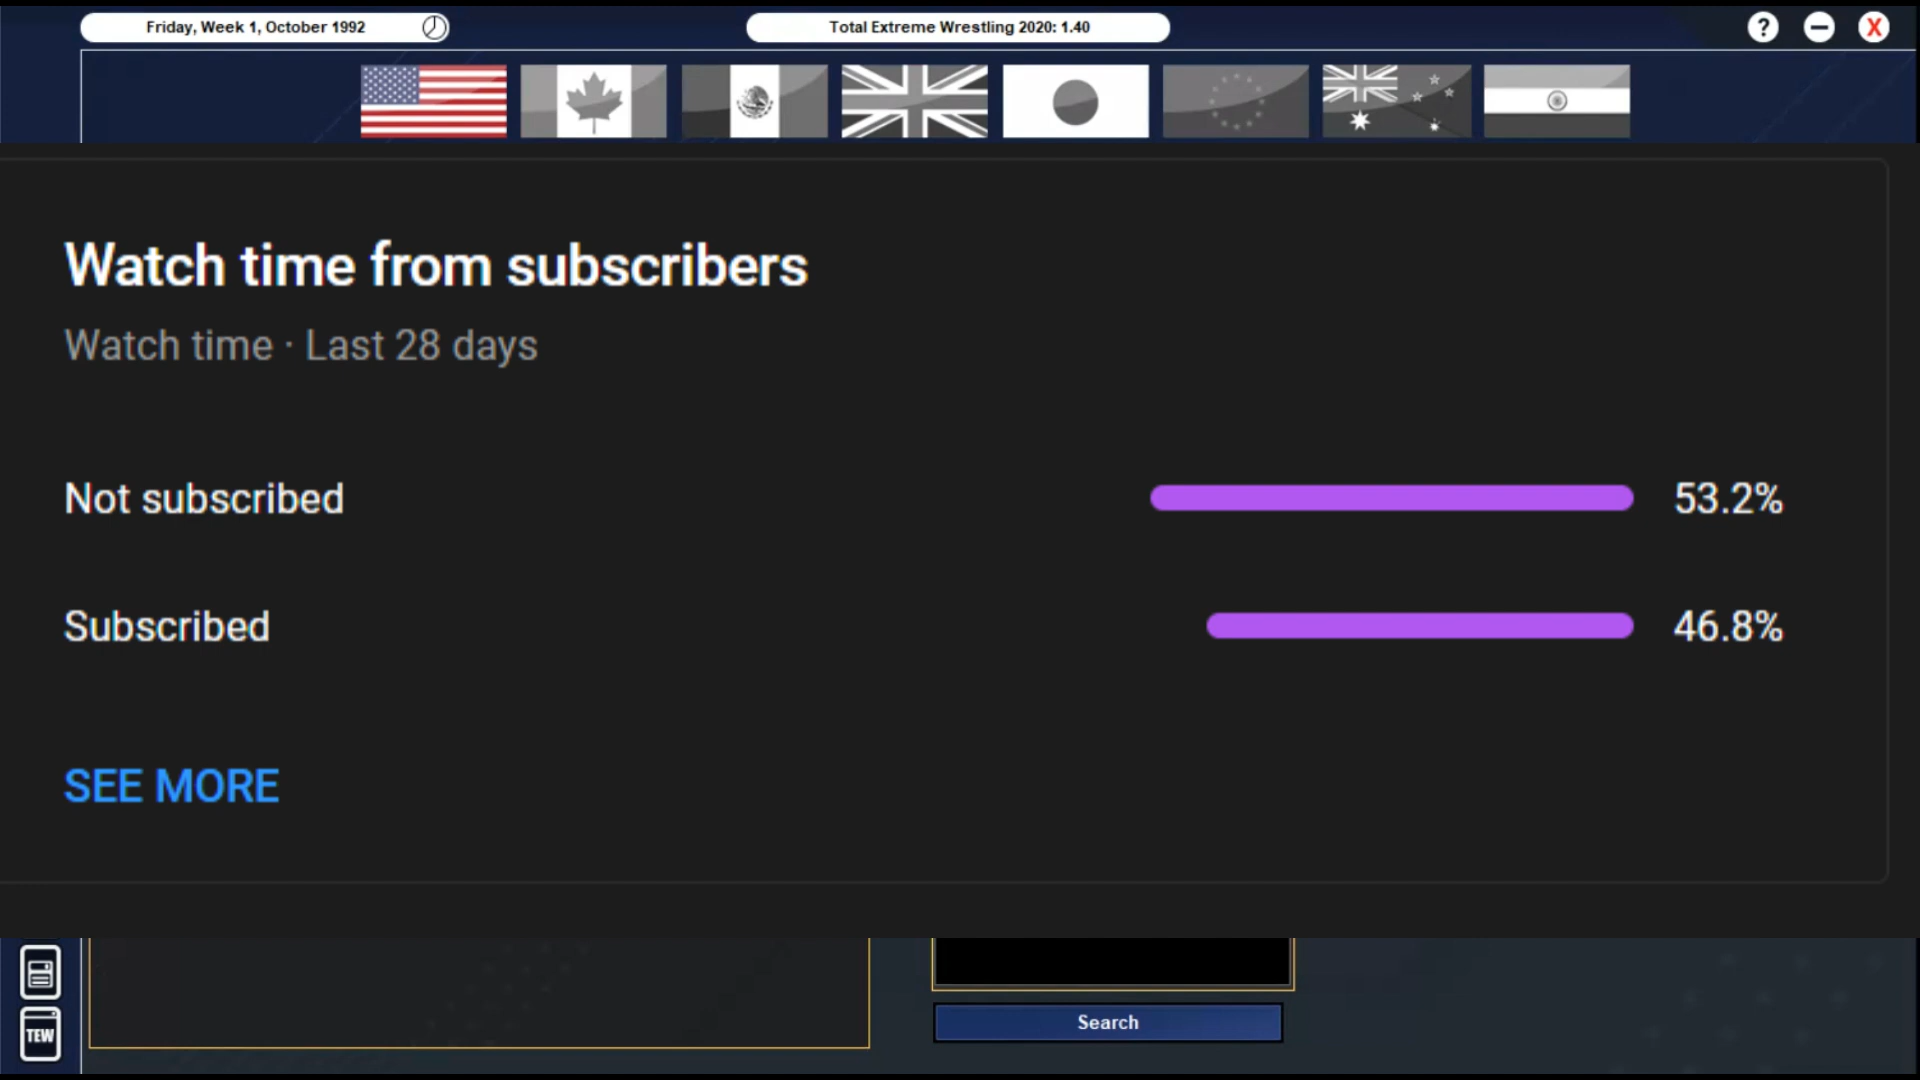 Friday, Week 1, October 1992
Total Extreme Wrestling 2020: 1.40
?
X
Watch time from subscribers
Watch time · Last 28 days
Not subscribed 53.2%
Subscribed 46.8%
SEE MORE
TEW
Search